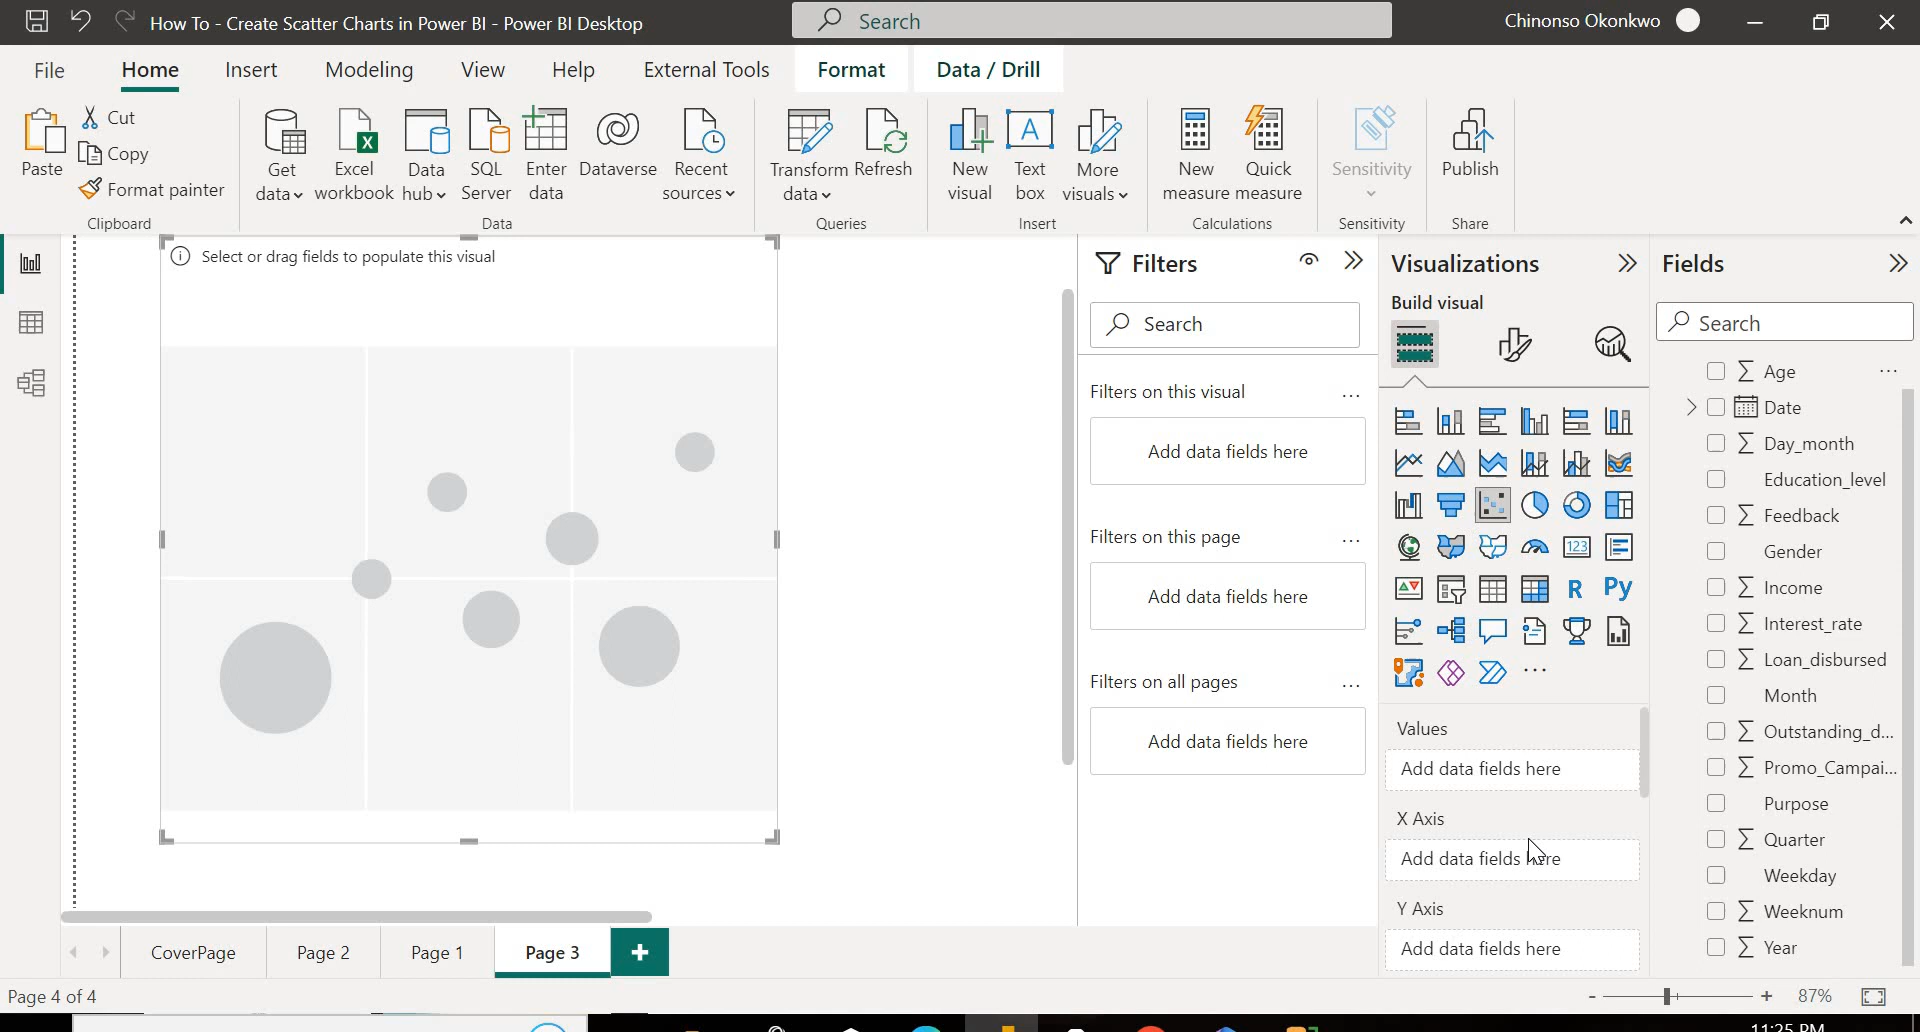 How To - Create Scatter Charts in Power BI - Power BI Desktop
Search
Chinonso Okonkwo
File
Home
Insert
Modeling
View
Help
External Tools
Format
Data / Drill
Paste
Cut
Copy
Format painter
Clipboard
Get data
Excel workbook
Data hub
SQL Server
Enter data
Dataverse
Recent sources
Data
Transform data
Refresh
Queries
New visual
Text box
More visuals
Insert
New measure
Quick measure
Calculations
Sensitivity
Sensitivity
Publish
Share
Select or drag fields to populate this visual
Filters
Search
Filters on this visual
...
Add data fields here
Filters on this page
...
Add data fields here
Filters on all pages
...
Add data fields here
Visualizations
Build visual
123
R
Py
...
Values
Add data fields here
X Axis
Add data fields here
Y Axis
Add data fields here
Fields
Search
Age
...
Date
Day_month
Education_level
Feedback
Gender
Income
Interest_rate
Loan_disbursed
Month
Outstanding_d...
Promo_Campai...
Purpose
Quarter
Weekday
Weeknum
Year
CoverPage
Page 2
Page 1
Page 3
+
Page 4 of 4
- + 87%
11:25 PM